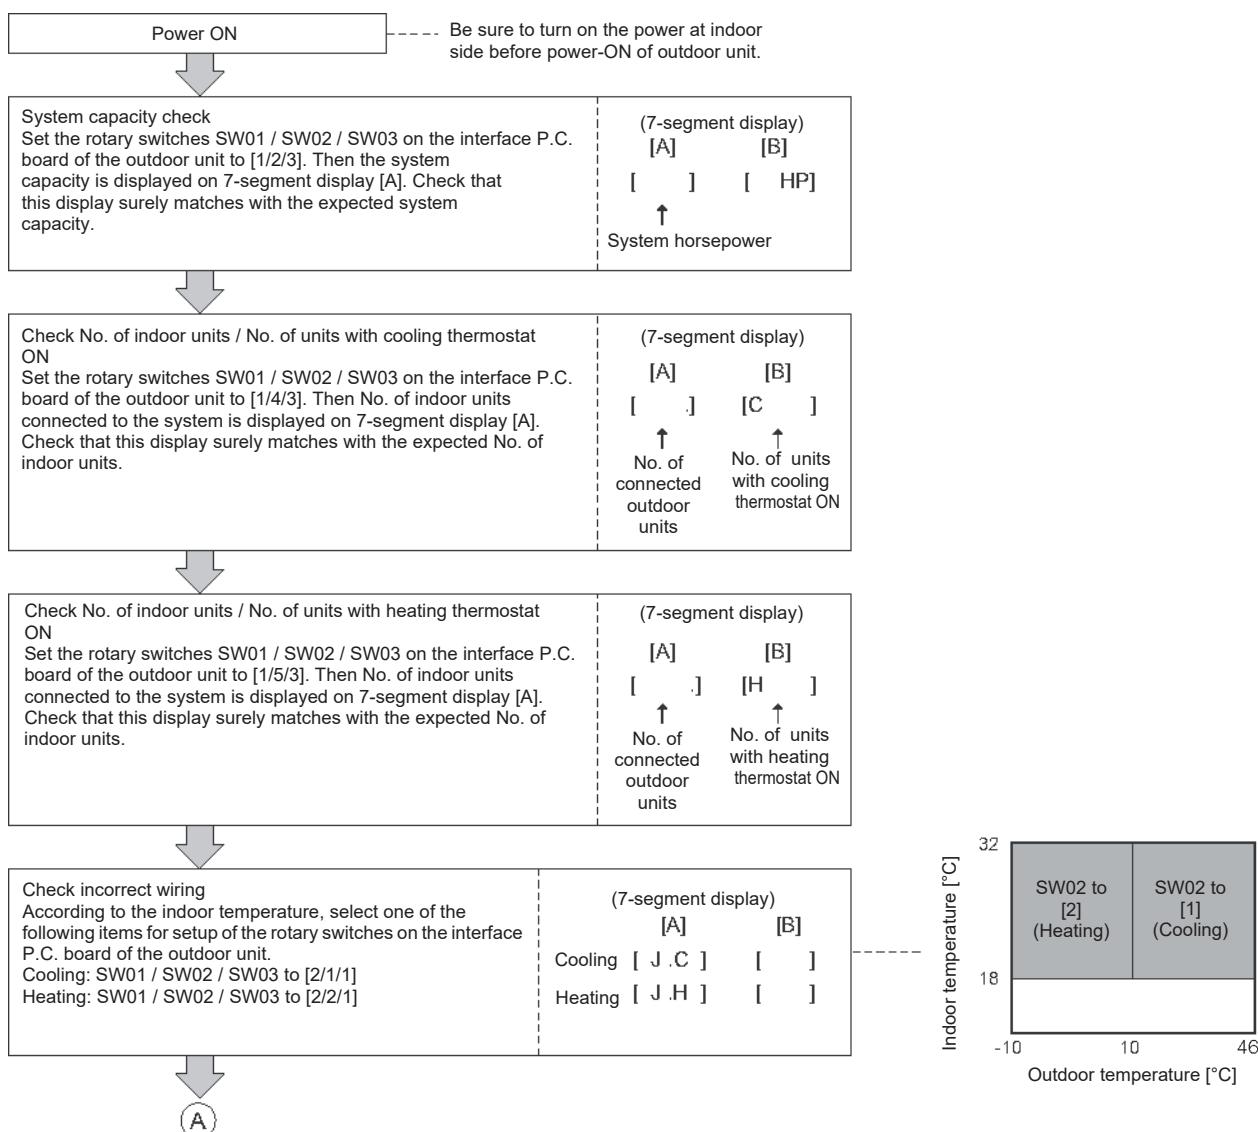 Power ON
Be sure to turn on the power at indoor
side before power-ON of outdoor unit.
System capacity check
Set the rotary switches SW01 / SW02 / SW03 on the interface P.C.
board of the outdoor unit to [1/2/3]. Then the system
capacity is displayed on 7-segment display [A]. Check that
this display surely matches with the expected system
capacity.
(7-segment display)
[A] [B]
[ ] [ HP]
System horsepower
Check No. of indoor units / No. of units with cooling thermostat
ON
Set the rotary switches SW01 / SW02 / SW03 on the interface P.C.
board of the outdoor unit to [1/4/3]. Then No. of indoor units
connected to the system is displayed on 7-segment display [A].
Check that this display surely matches with the expected No. of
indoor units.
(7-segment display)
[A] [B]
[ .] [C ]
No. of
connected
outdoor
units
No. of units
with cooling
thermostat ON
Check No. of indoor units / No. of units with heating thermostat
ON
Set the rotary switches SW01 / SW02 / SW03 on the interface P.C.
board of the outdoor unit to [1/5/3]. Then No. of indoor units
connected to the system is displayed on 7-segment display [A].
Check that this display surely matches with the expected No. of
indoor units.
(7-segment display)
[A] [B]
[ .] [H ]
No. of
connected
outdoor
units
No. of units
with heating
thermostat ON
Check incorrect wiring
According to the indoor temperature, select one of the
following items for setup of the rotary switches on the interface
P.C. board of the outdoor unit.
Cooling: SW01 / SW02 / SW03 to [2/1/1]
Heating: SW01 / SW02 / SW03 to [2/2/1]
(7-segment display)
[A] [B]
Cooling [ J .C ] [ ]
Heating [ J .H ] [ ]
Indoor temperature [°C]
32
18
SW02 to
[2]
(Heating)
SW02 to
[1]
(Cooling)
-10 10 46
Outdoor temperature [°C]
A